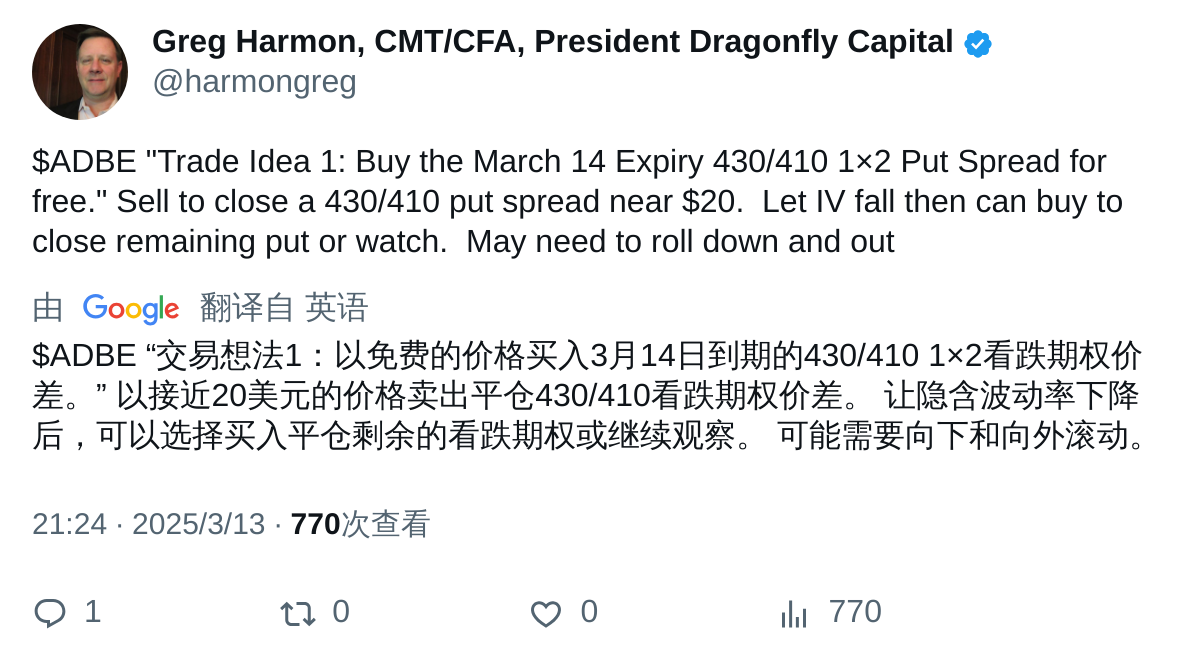 Greg Harmon, CMT/CFA, President Dragonfly Capital
@harmongreg
$ADBE "Trade Idea 1: Buy the March 14 Expiry 430/410 1×2 Put Spread for
free." Sell to close a 430/410 put spread near $20.  Let IV fall then can buy to
close remaining put or watch.  May need to roll down and out
由 Google 翻译自 英语
$ADBE “交易想法1：以免费的价格买入3月14日到期的430/410 1×2看跌期权价
差。” 以接近20美元的价格卖出平仓430/410看跌期权价差。 让隐含波动率下降
后，可以选择买入平仓剩余的看跌期权或继续观察。 可能需要向下和向外滚动。
21:24 · 2025/3/13 · 770次查看
1 0 0 770